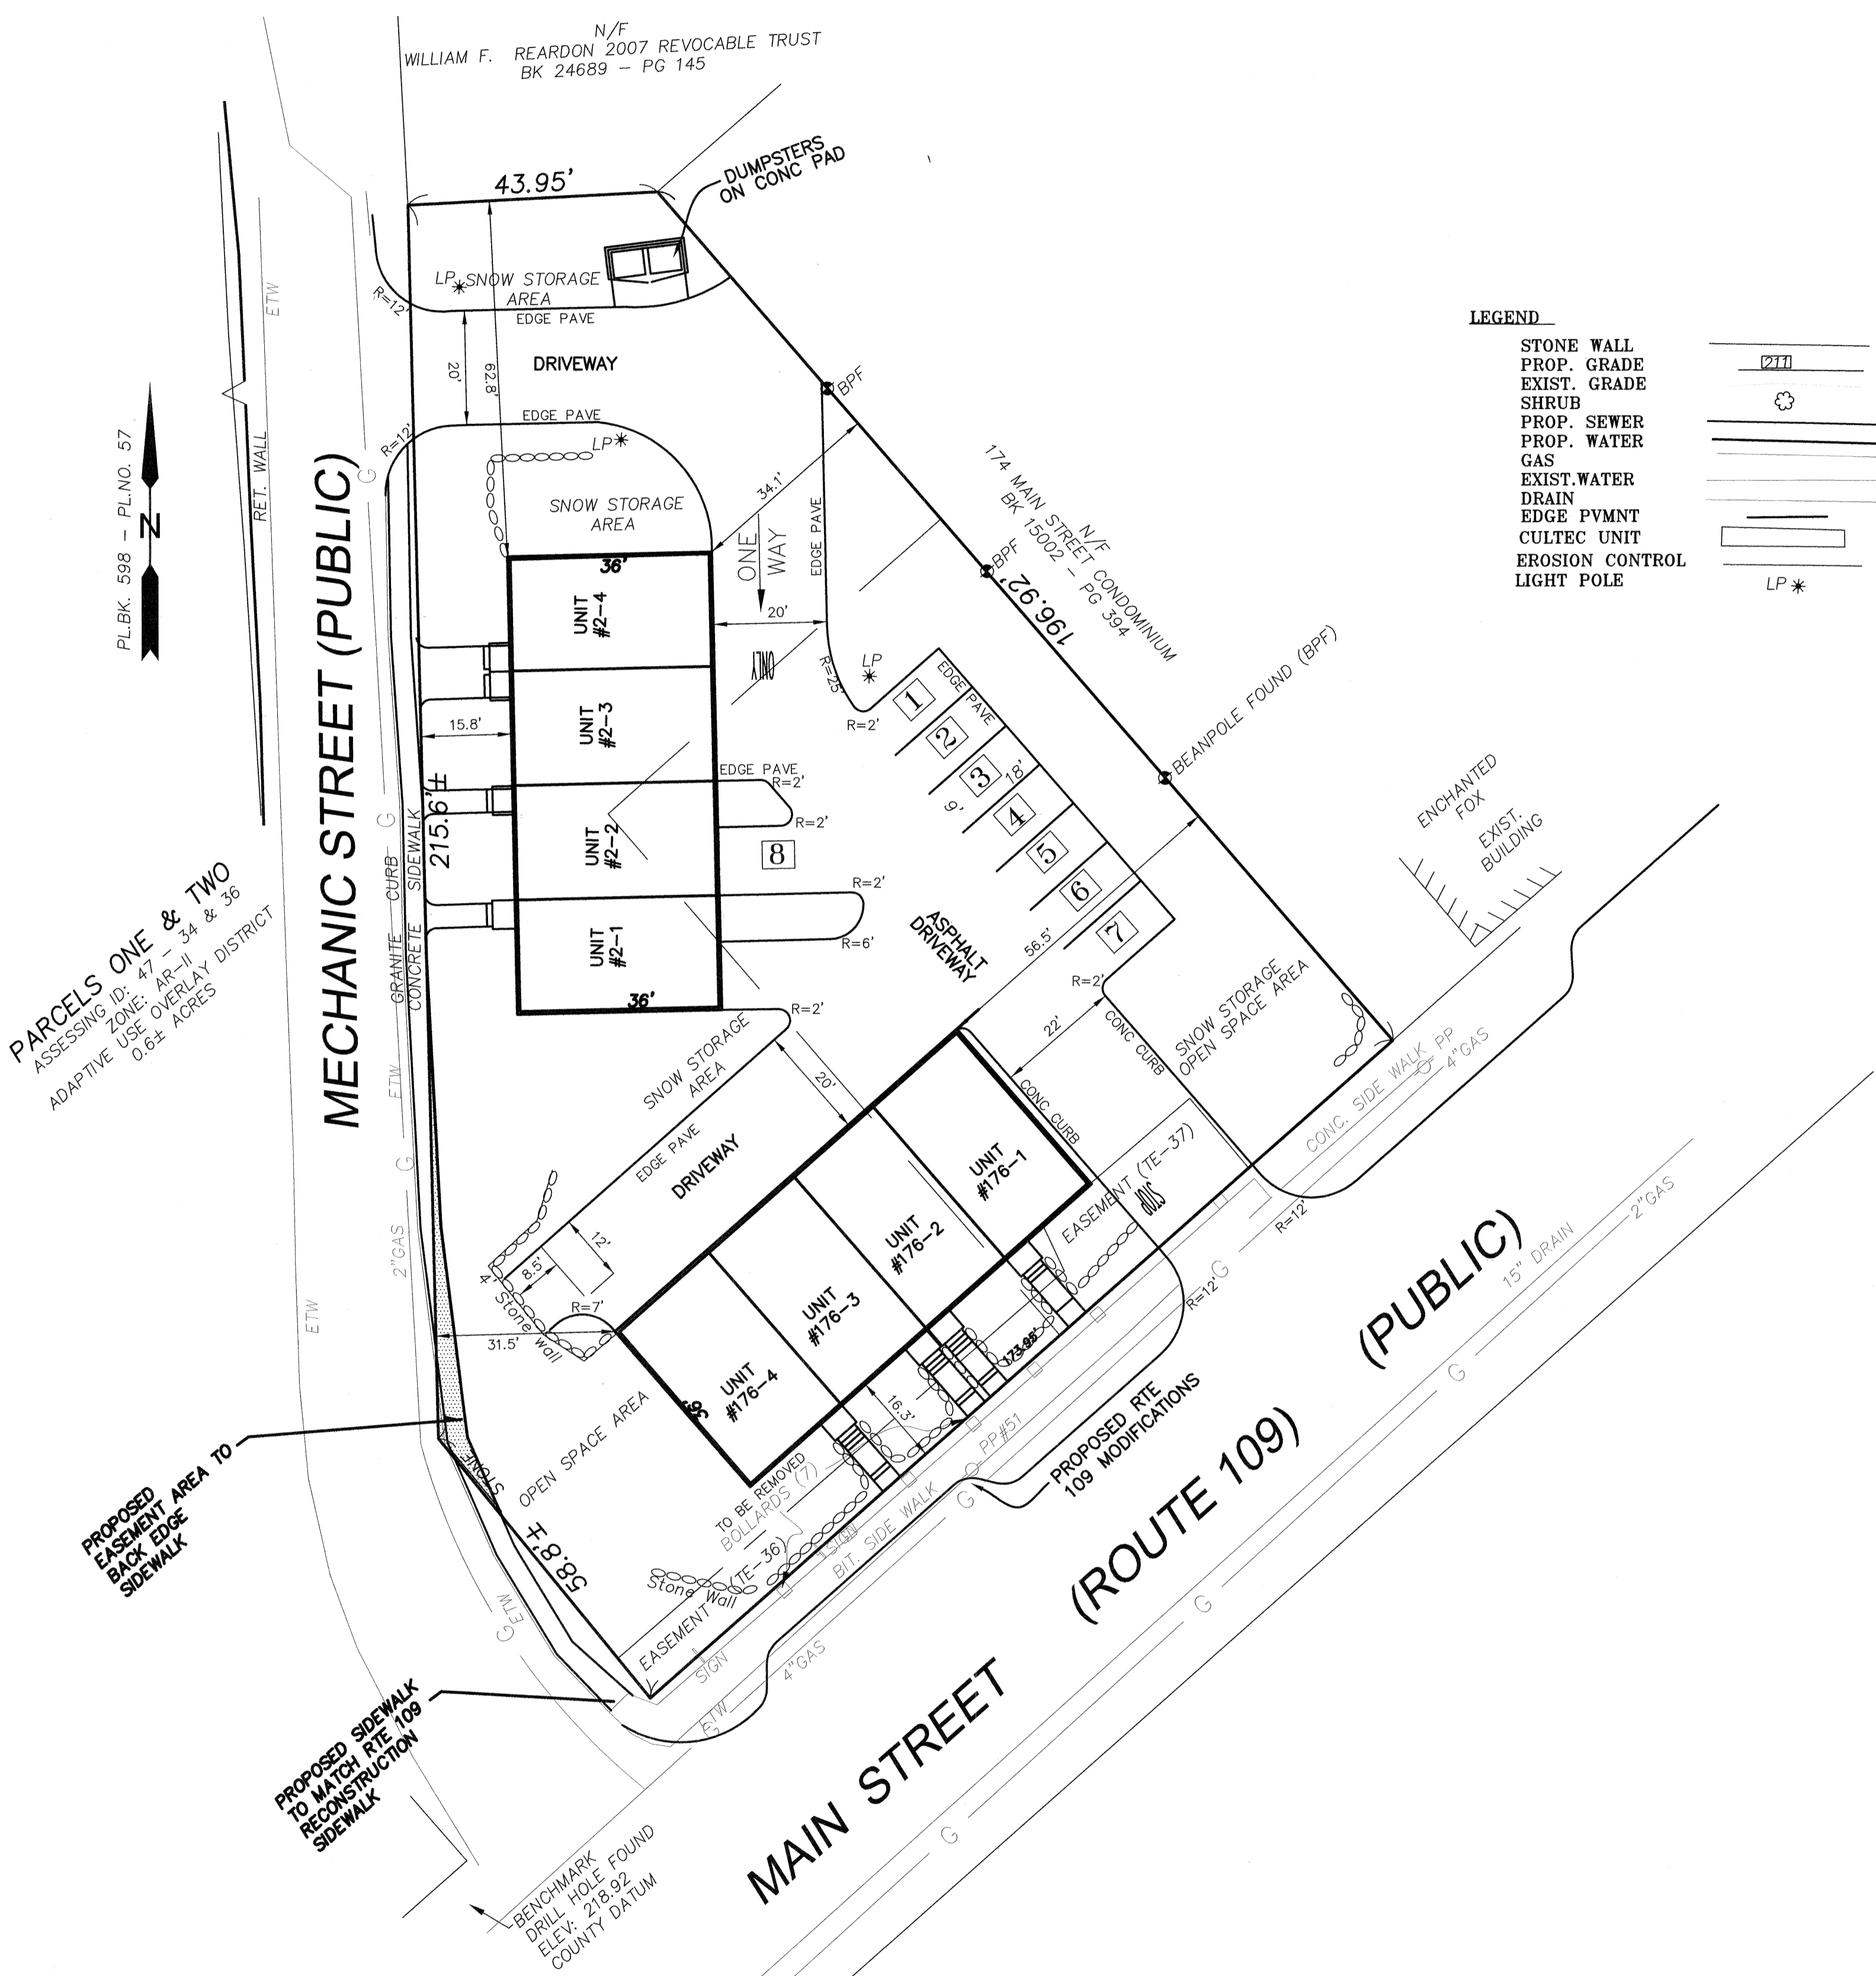 N/F
WILLIAM F. REARDON 2007 REVOCABLE TRUST
BK 24689 - PG 145
43.95'
DUMPSTERS
ON CONC PAD
LP
SNOW STORAGE
AREA
R=12'
EDGE PAVE
DRIVEWAY
20'
62.8'
EDGE PAVE
R=12'
LP
SNOW STORAGE
AREA
BPF
34.1'
ONE
WAY
EDGE PAVE
ONLY
20'
R=25'
LP
R=2'
BPF
196.92'
N/F
174 MAIN STREET CONDOMINIUM
BK 15002 - PG 394
BEANPOLE FOUND (BPF)
LEGEND
STONE WALL
PROP. GRADE
211
EXIST. GRADE
SHRUB
PROP. SEWER
PROP. WATER
GAS
EXIST.WATER
DRAIN
EDGE PVMNT
CULTEC UNIT
EROSION CONTROL
LIGHT POLE
LP
PL.BK. 598 - PL.NO. 57
N
ETW
RET. WALL
MECHANIC STREET (PUBLIC)
G
36'
UNIT
#2-4
UNIT
#2-3
UNIT
#2-2
UNIT
#2-1
36'
15.8'
215.6'±
G
GRANITE CURB
CONCRETE SIDEWALK
G
ETW
G
2"GAS
ETW
EDGE PAVE
R=2'
R=2'
8
R=2'
R=6'
R=2'
EDGE PAVE
1
2
3
4
5
6
7
18'
9'
ASPHALT
DRIVEWAY
56.5'
R=2'
22'
CONC CURB
CONC. CURB
SNOW STORAGE
OPEN SPACE AREA
ENCHANTED
FOX
EXIST.
BUILDING
PARCELS ONE & TWO
ASSESSING ID: 47 - 34 & 36
ZONE: AR-II
ADAPTIVE USE OVERLAY DISTRICT
0.6± ACRES
SNOW STORAGE
AREA
20'
EDGE PAVE
DRIVEWAY
12'
8.5'
4'
R=7'
Stone Wall
31.5'
UNIT
#176-1
UNIT
#176-2
UNIT
#176-3
UNIT
#176-4
36'
EASEMENT (TE-37)
STOP
CONC. SIDE WALK
PP
4"GAS
R=12'
R=12'
G
173.95'
16.3'
PP#51
PROPOSED RTE
109 MODIFICATIONS
OPEN SPACE AREA
STONE
58.8'±
TO BE REMOVED
BOLLARDS (7)
SIGN
BIT. SIDE WALK
G
Stone Wall
EASEMENT (TE-36)
SIGN
4"GAS
ETW
G
G
ETW
PROPOSED
EASEMENT AREA TO
BACK EDGE
SIDEWALK
PROPOSED SIDEWALK
TO MATCH RTE 109
RECONSTRUCTION
SIDEWALK
BENCHMARK
DRILL HOLE FOUND
ELEV: 218.92
COUNTY DATUM
MAIN STREET
(ROUTE 109)
(PUBLIC)
15" DRAIN
2"GAS
G
G
G